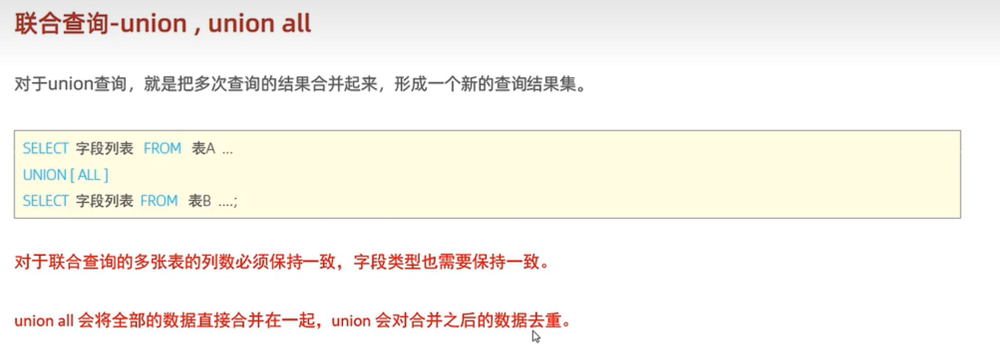 联合查询-union , union all
对于union查询，就是把多次查询的结果合并起来，形成一个新的查询结果集。
SELECT 字段列表 FROM 表A ...
UNION [ ALL ]
SELECT 字段列表 FROM 表B ....;
对于联合查询的多张表的列数必须保持一致，字段类型也需要保持一致。
union all 会将全部的数据直接合并在一起，union 会对合并之后的数据去重。